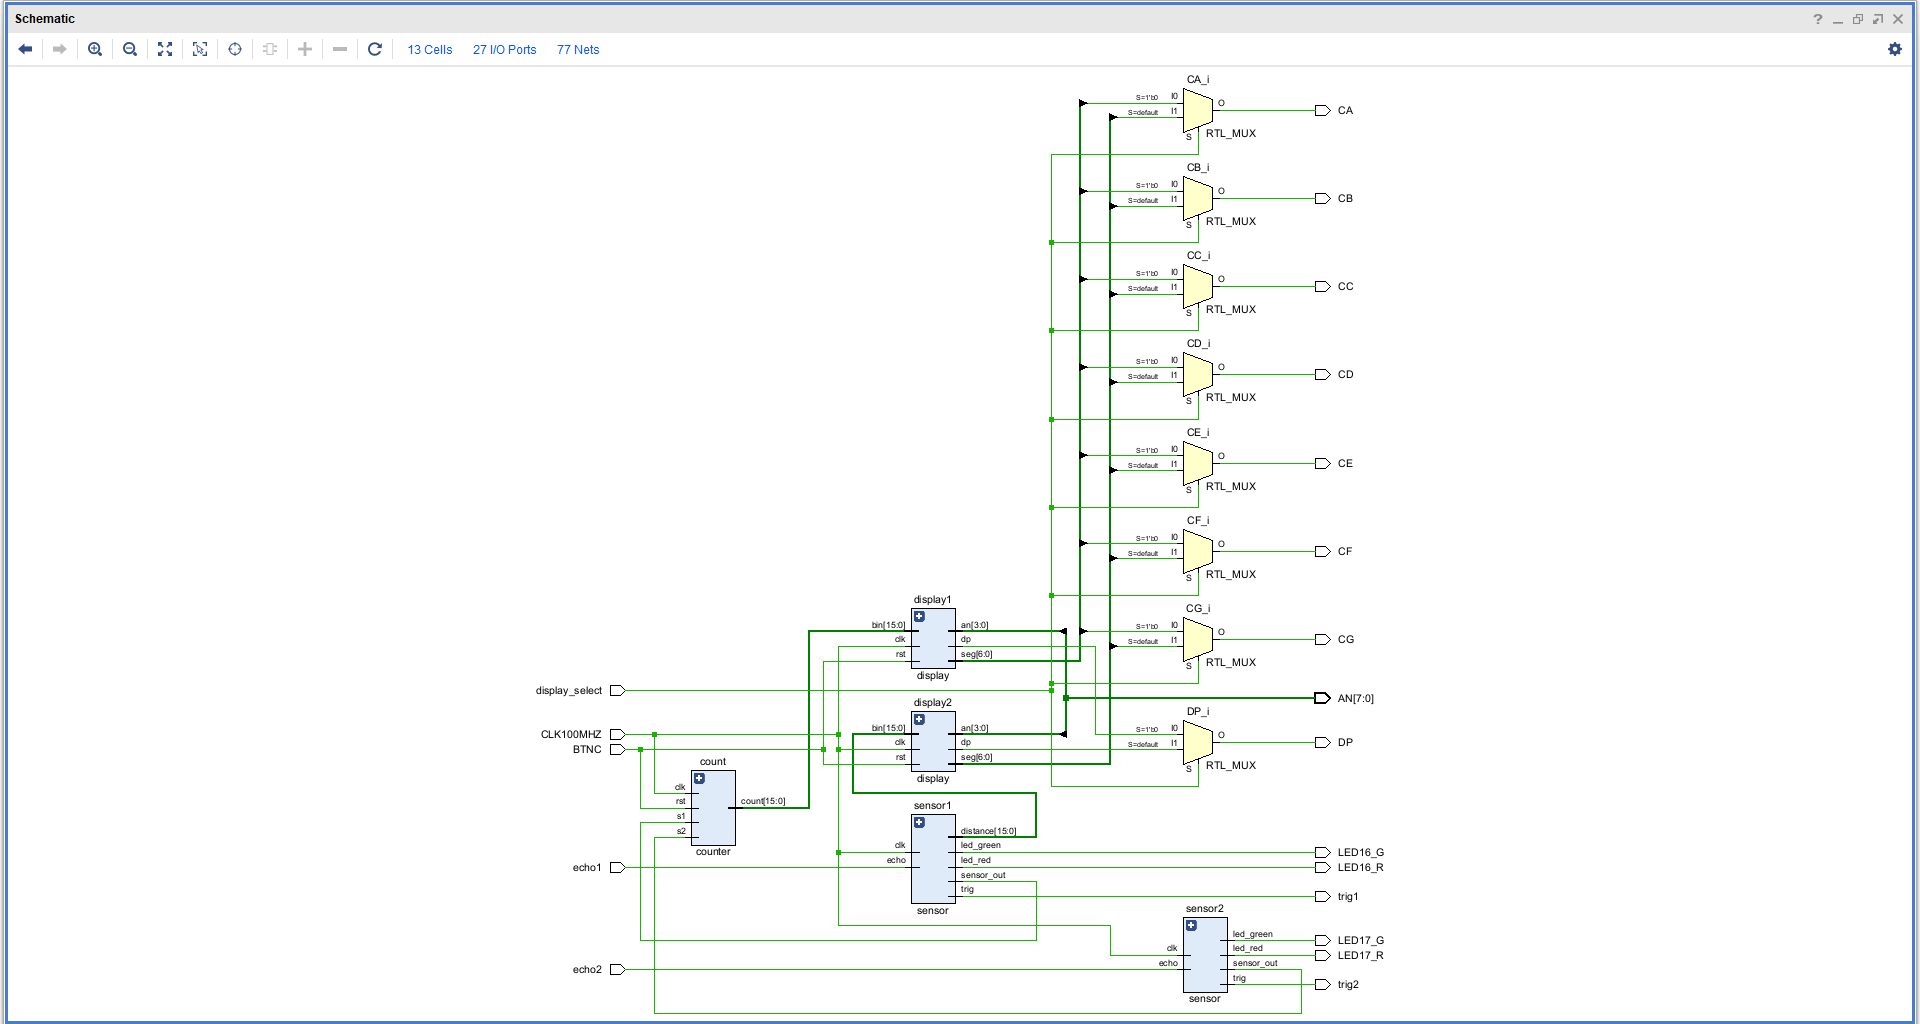 Schematic
?
13 Cells 27 I/O Ports 77 Nets
CA_i
S=1'b0 I0
S=default I1
O
S
RTL_MUX
CA
CB_i
S=1'b0 I0
S=default I1
O
S
RTL_MUX
CB
CC_i
S=1'b0 I0
S=default I1
O
S
RTL_MUX
CC
CD_i
S=1'b0 I0
S=default I1
O
S
RTL_MUX
CD
CE_i
S=1'b0 I0
S=default I1
O
S
RTL_MUX
CE
CF_i
S=1'b0 I0
S=default I1
O
S
RTL_MUX
CF
CG_i
S=1'b0 I0
S=default I1
O
S
RTL_MUX
CG
display1
bin[15:0]
clk
rst
an[3:0]
dp
seg[6:0]
display
display_select
AN[7:0]
display2
bin[15:0]
clk
rst
an[3:0]
dp
seg[6:0]
display
DP_i
S=1'b0 I0
S=default I1
O
S
RTL_MUX
DP
CLK100MHZ
BTNC
count
clk
rst
s1
s2
count[15:0]
counter
sensor1
clk
echo
distance[15:0]
led_green
led_red
sensor_out
trig
sensor
echo1
LED16_G
LED16_R
trig1
sensor2
clk
echo
led_green
led_red
sensor_out
trig
sensor
echo2
LED17_G
LED17_R
trig2